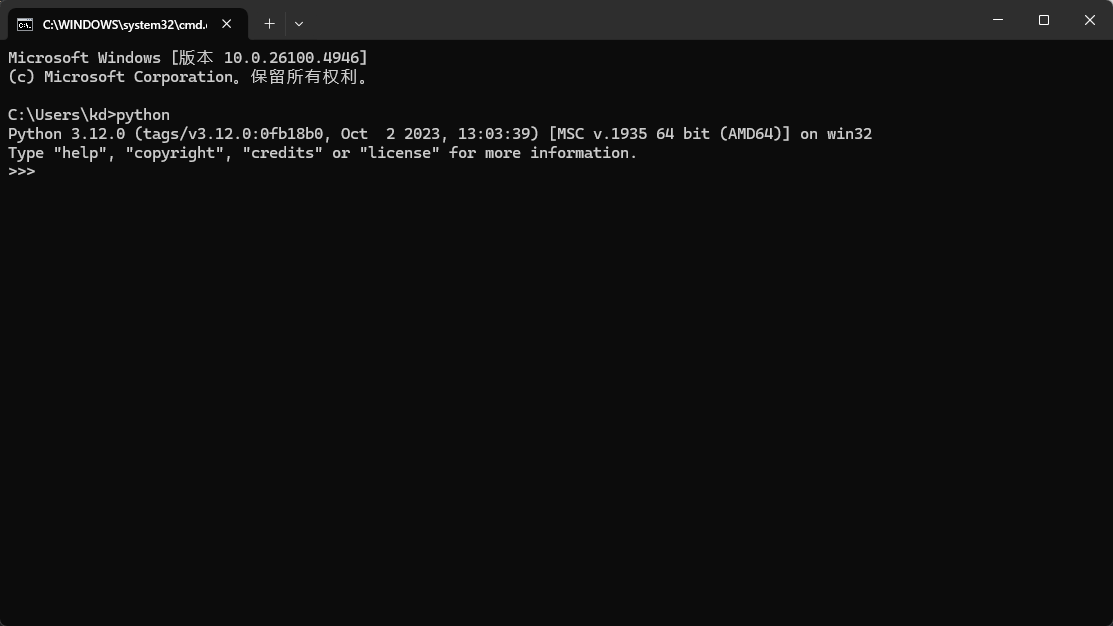 C:\WINDOWS\system32\cmd.
Microsoft Windows [版本 10.0.26100.4946]
(c) Microsoft Corporation。保留所有权利。
C:\Users\kd>python
Python 3.12.0 (tags/v3.12.0:0fb18b0, Oct  2 2023, 13:03:39) [MSC v.1935 64 bit (AMD64)] on win32
Type "help", "copyright", "credits" or "license" for more information.
>>>